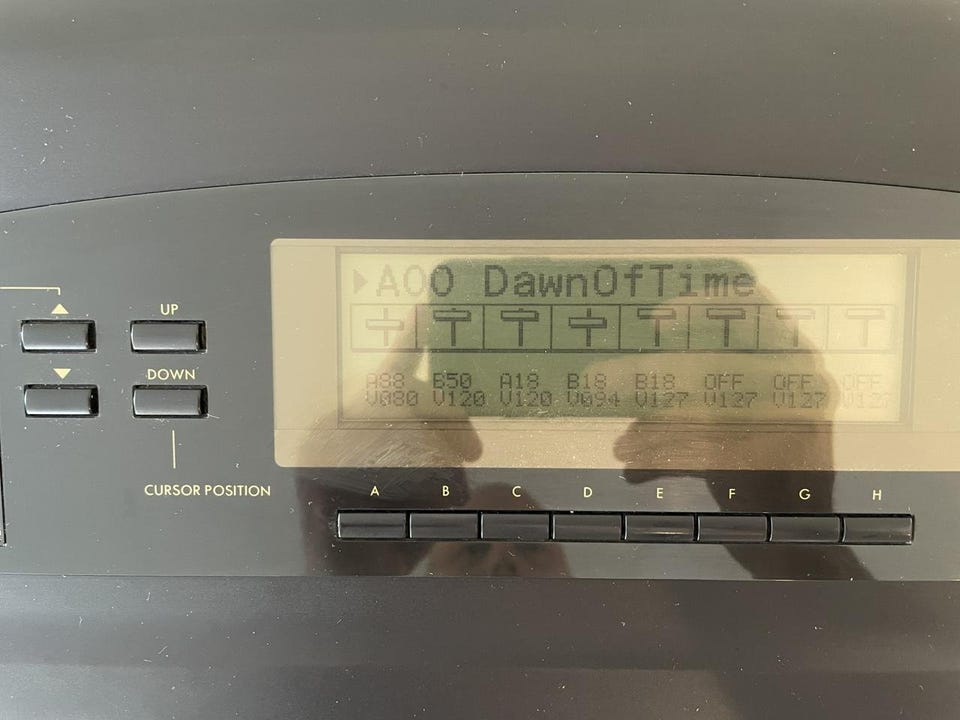 ▶A00 DawnOfTime
A88 B50 A18 B18 B18 OFF OFF OFF
V080 V120 V120 V094 V127 V127 V127 V127
UP
DOWN
CURSOR POSITION
A B C D E F G H